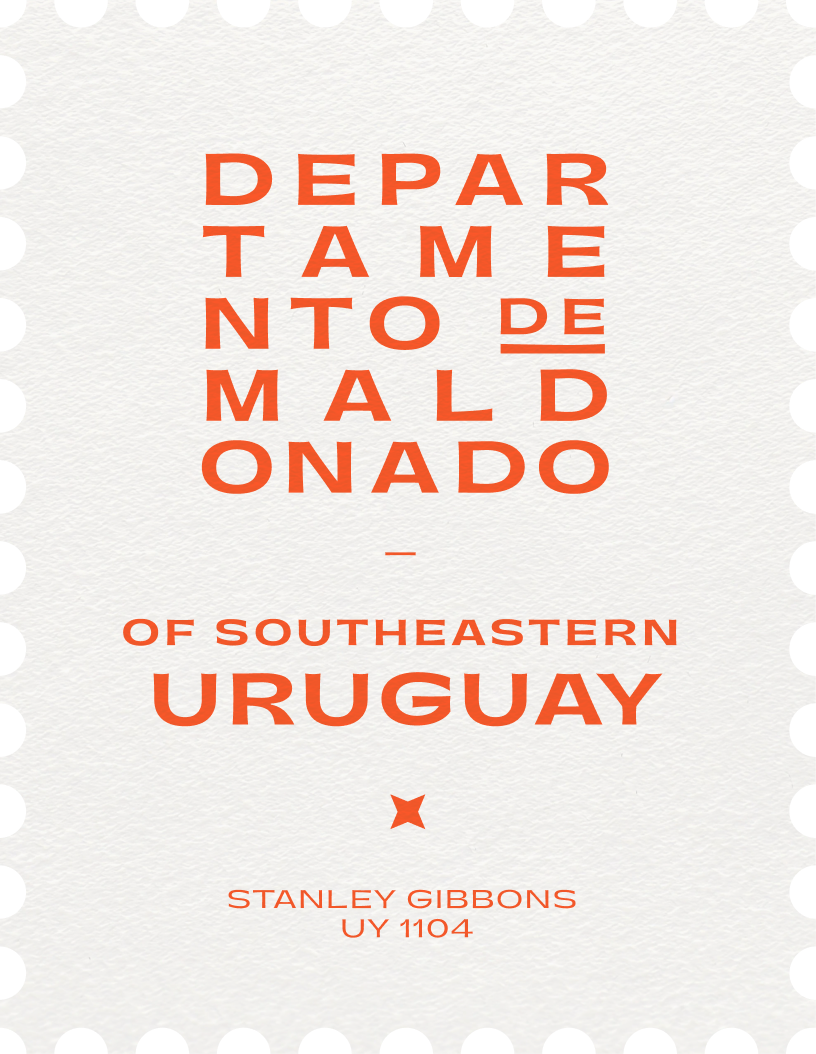 DEPAR
TAME
NTO DE
MALD
ONADO
—
OF SOUTHEASTERN
URUGUAY
STANLEY GIBBONS
UY 1104